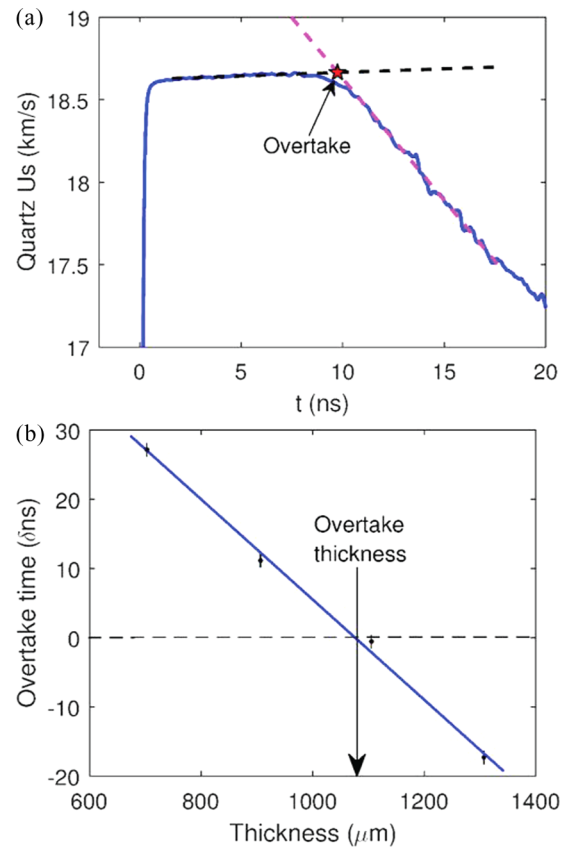 (a)
19
18.5
18
17.5
17
Quartz Us (km/s)
Overtake
0
5
10
15
20
t (ns)
(b)
30
20
10
0
-10
-20
Overtake time (δns)
Overtake
thickness
600
800
1000
1200
1400
Thickness (μm)